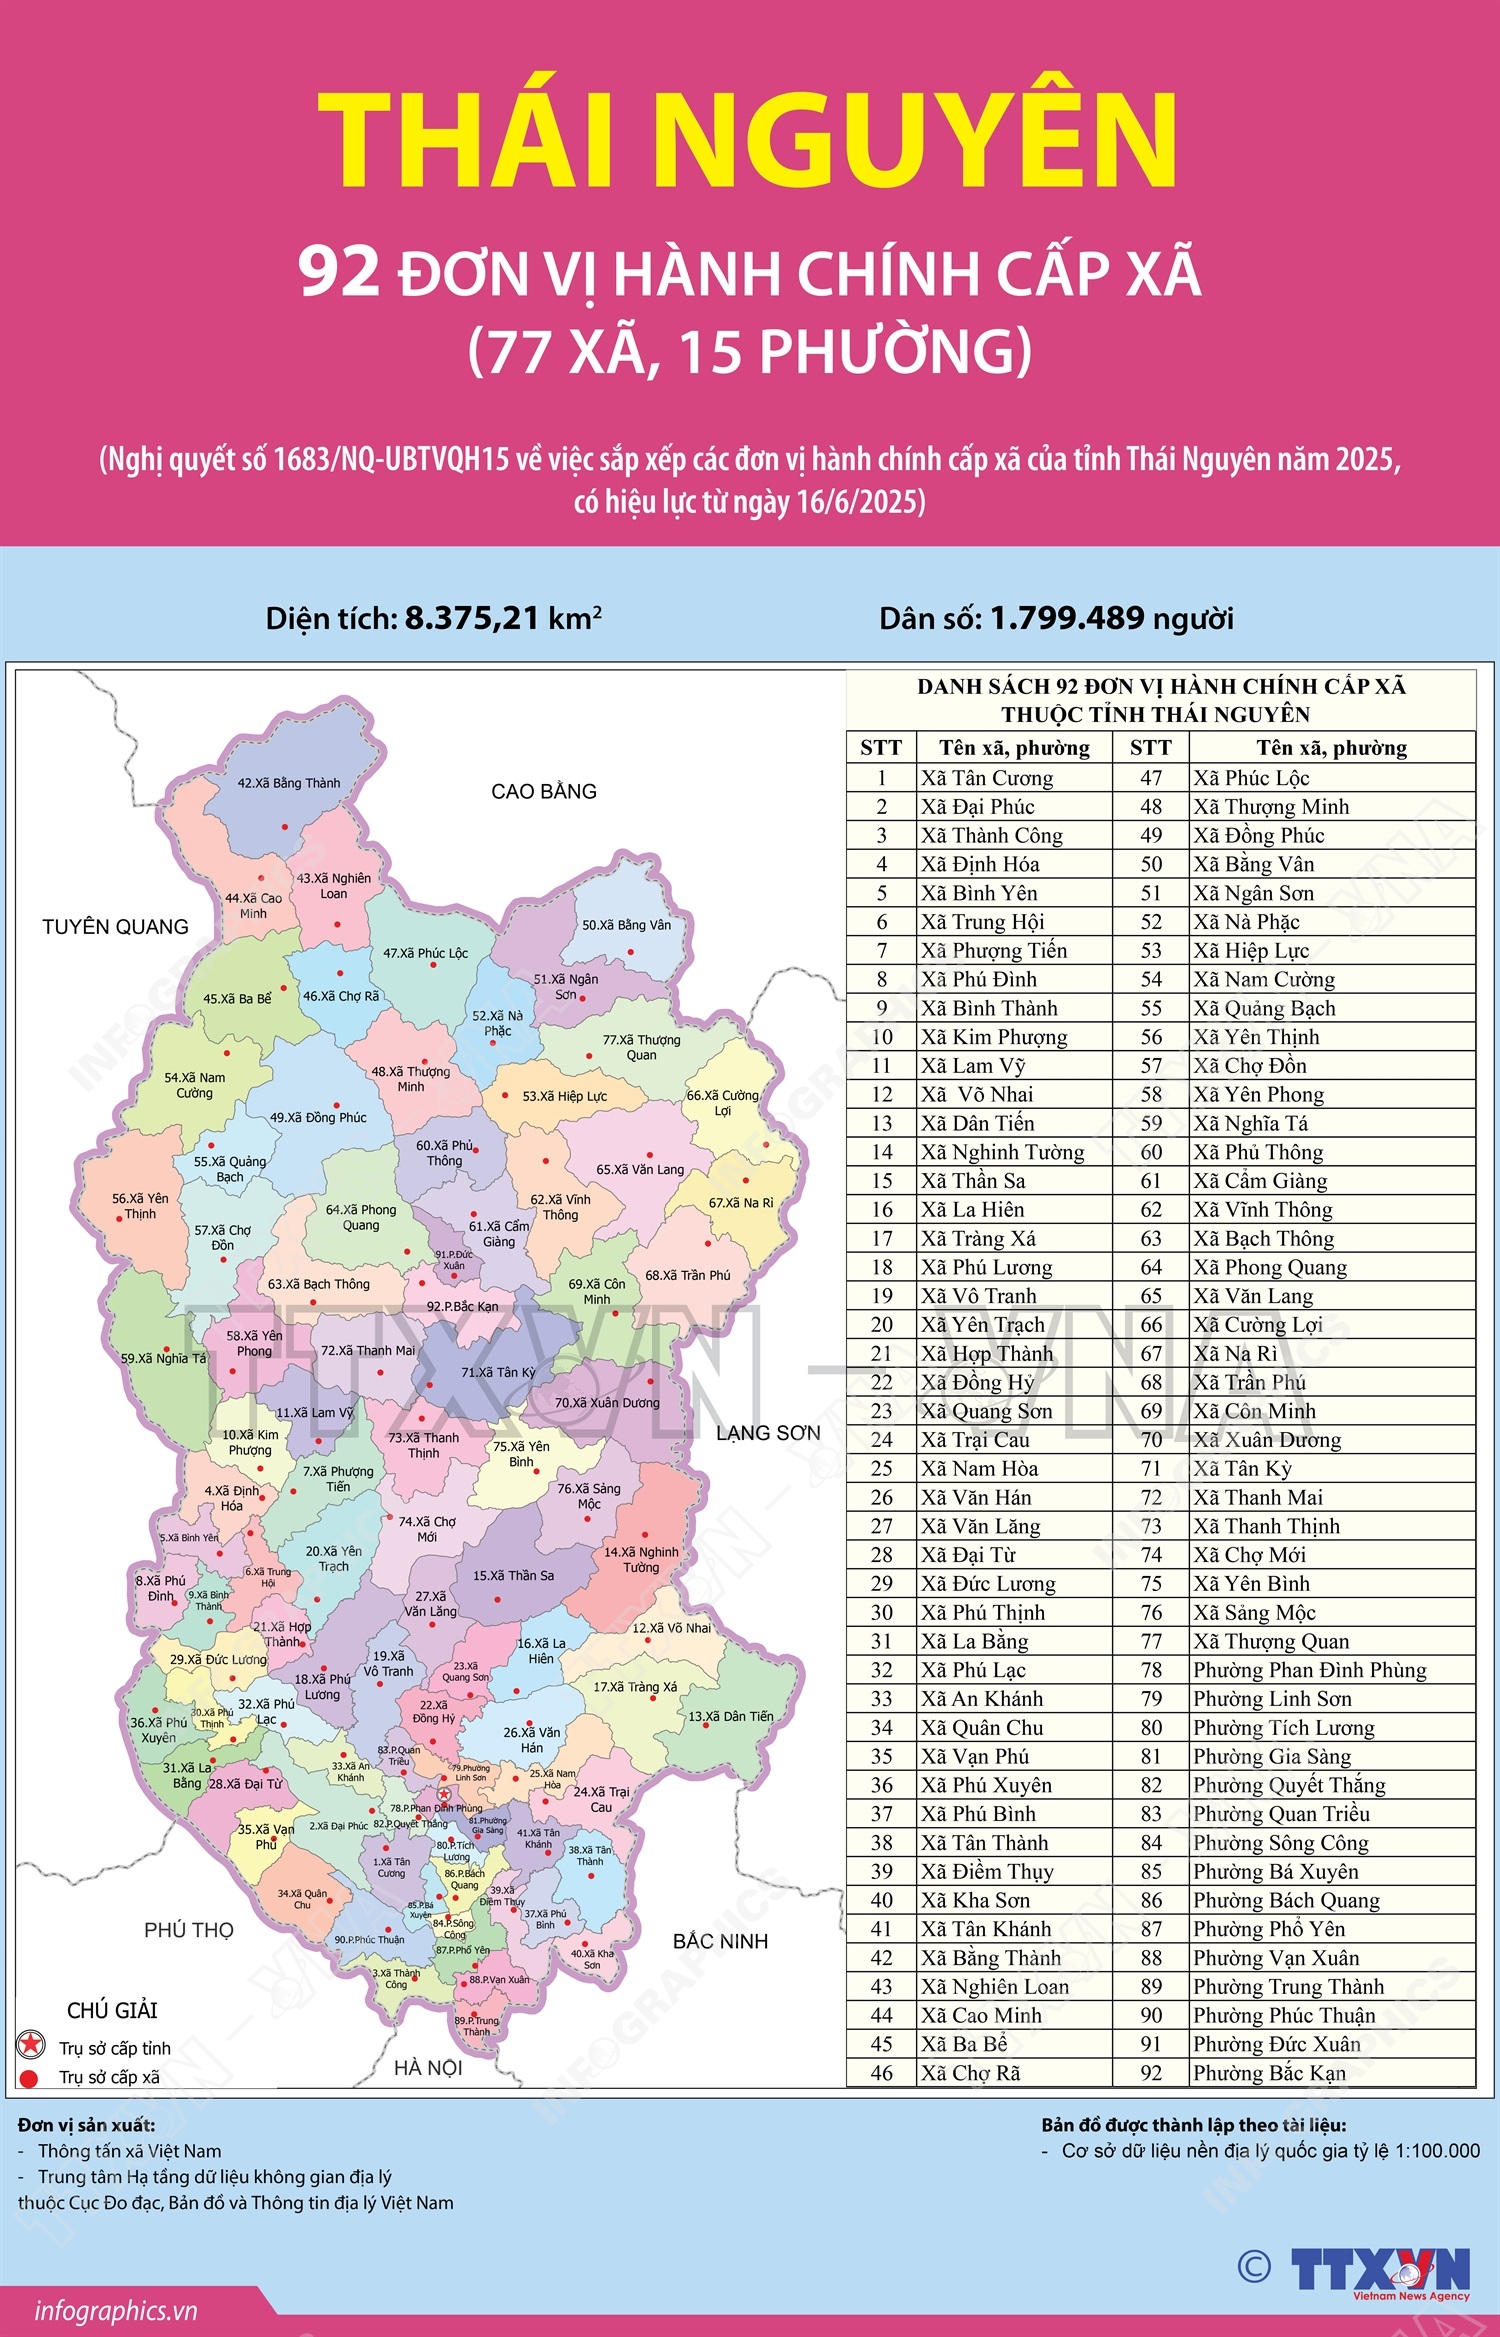 THÁI NGUYÊN
92 ĐƠN VỊ HÀNH CHÍNH CẤP XÃ
(77 XÃ, 15 PHƯỜNG)
(Nghị quyết số 1683/NQ-UBTVQH15 về việc sắp xếp các đơn vị hành chính cấp xã của tỉnh Thái Nguyên năm 2025,
có hiệu lực từ ngày 16/6/2025)
Diện tích: 8.375,21 km²
Dân số: 1.799.489 người
CAO BẰNG
TUYÊN QUANG
LẠNG SƠN
PHÚ THỌ
BẮC NINH
HÀ NỘI
42.Xã Bằng Thành
43.Xã Nghiên
Loan
44.Xã Cao
Minh
47.Xã Phúc Lộc
50.Xã Bằng Vân
51.Xã Ngân
Sơn
45.Xã Ba Bể
46.Xã Chợ Rã
52.Xã Nà
Phặc
77.Xã Thượng
Quan
48.Xã Thượng
Minh
54.Xã Nam
Cường
53.Xã Hiệp Lực
66.Xã Cường
Lợi
49.Xã Đồng Phúc
60.Xã Phủ
Thông
55.Xã Quảng
Bạch
65.Xã Văn Lang
56.Xã Yên
Thịnh
62.Xã Vĩnh
Thông
67.Xã Na Rì
64.Xã Phong
Quang
61.Xã Cẩm
Giàng
57.Xã Chợ
Đồn
91.P.Đức
Xuân
63.Xã Bạch Thông
69.Xã Côn
Minh
68.Xã Trần Phú
92.P.Bắc Kạn
58.Xã Yên
Phong
72.Xã Thanh Mai
59.Xã Nghĩa Tá
71.Xã Tân Kỳ
70.Xã Xuân Dương
11.Xã Lam Vỹ
10.Xã Kim
Phượng
73.Xã Thanh
Thịnh
75.Xã Yên
Bình
7.Xã Phượng
Tiến
4.Xã Định
Hóa
76.Xã Sảng
Mộc
74.Xã Chợ
Mới
5.Xã Bình Yên
20.Xã Yên
Trạch
14.Xã Nghinh
Tường
6.Xã Trung
Hội
15.Xã Thần Sa
8.Xã Phú
Đình
9.Xã Bình
Thành
27.Xã
Văn Lăng
21.Xã Hợp
Thành
12.Xã Võ Nhai
16.Xã La
Hiên
29.Xã Đức Lương
19.Xã
Vô Tranh
23.Xã
Quang Sơn
18.Xã Phú
Lương
17.Xã Tràng Xá
32.Xã Phú
Lạc
30.Xã Phú
Thịnh
22.Xã
Đồng Hỷ
13.Xã Dân Tiến
36.Xã Phú
Xuyên
26.Xã Văn
Hán
83.P.Quan
Triều
33.Xã An
Khánh
79.Phường
Linh Sơn
25.Xã Nam
Hòa
31.Xã La
Bằng
28.Xã Đại Từ
24.Xã Trại
Cau
78.P.Phan Đình Phùng
2.Xã Đại Phúc
82.P.Quyết Thắng
81.Phường
Gia Sàng
35.Xã Vạn
Phú
41.Xã Tân
Khánh
80.P.Tích
Lương
38.Xã Tân
Thành
1.Xã Tân
Cương
86.P.Bách
Quang
34.Xã Quân
Chu
39.Xã
Điềm Thụy
85.P.Bá
Xuyên
37.Xã Phú
Bình
84.P.Sông
Công
90.P.Phúc Thuận
87.P.Phổ Yên
40.Xã Kha
Sơn
3.Xã Thành
Công
88.P.Vạn Xuân
89.P.Trung
Thành
CHÚ GIẢI
Trụ sở cấp tỉnh
Trụ sở cấp xã
DANH SÁCH 92 ĐƠN VỊ HÀNH CHÍNH CẤP XÃ
THUỘC TỈNH THÁI NGUYÊN
STT Tên xã, phường STT Tên xã, phường
1 Xã Tân Cương 47 Xã Phúc Lộc
2 Xã Đại Phúc 48 Xã Thượng Minh
3 Xã Thành Công 49 Xã Đồng Phúc
4 Xã Định Hóa 50 Xã Bằng Vân
5 Xã Bình Yên 51 Xã Ngân Sơn
6 Xã Trung Hội 52 Xã Nà Phặc
7 Xã Phượng Tiến 53 Xã Hiệp Lực
8 Xã Phú Đình 54 Xã Nam Cường
9 Xã Bình Thành 55 Xã Quảng Bạch
10 Xã Kim Phượng 56 Xã Yên Thịnh
11 Xã Lam Vỹ 57 Xã Chợ Đồn
12 Xã Võ Nhai 58 Xã Yên Phong
13 Xã Dân Tiến 59 Xã Nghĩa Tá
14 Xã Nghinh Tường 60 Xã Phủ Thông
15 Xã Thần Sa 61 Xã Cẩm Giàng
16 Xã La Hiên 62 Xã Vĩnh Thông
17 Xã Tràng Xá 63 Xã Bạch Thông
18 Xã Phú Lương 64 Xã Phong Quang
19 Xã Vô Tranh 65 Xã Văn Lang
20 Xã Yên Trạch 66 Xã Cường Lợi
21 Xã Hợp Thành 67 Xã Na Rì
22 Xã Đồng Hỷ 68 Xã Trần Phú
23 Xã Quang Sơn 69 Xã Côn Minh
24 Xã Trại Cau 70 Xã Xuân Dương
25 Xã Nam Hòa 71 Xã Tân Kỳ
26 Xã Văn Hán 72 Xã Thanh Mai
27 Xã Văn Lăng 73 Xã Thanh Thịnh
28 Xã Đại Từ 74 Xã Chợ Mới
29 Xã Đức Lương 75 Xã Yên Bình
30 Xã Phú Thịnh 76 Xã Sảng Mộc
31 Xã La Bằng 77 Xã Thượng Quan
32 Xã Phú Lạc 78 Phường Phan Đình Phùng
33 Xã An Khánh 79 Phường Linh Sơn
34 Xã Quân Chu 80 Phường Tích Lương
35 Xã Vạn Phú 81 Phường Gia Sàng
36 Xã Phú Xuyên 82 Phường Quyết Thắng
37 Xã Phú Bình 83 Phường Quan Triều
38 Xã Tân Thành 84 Phường Sông Công
39 Xã Điềm Thụy 85 Phường Bá Xuyên
40 Xã Kha Sơn 86 Phường Bách Quang
41 Xã Tân Khánh 87 Phường Phổ Yên
42 Xã Bằng Thành 88 Phường Vạn Xuân
43 Xã Nghiên Loan 89 Phường Trung Thành
44 Xã Cao Minh 90 Phường Phúc Thuận
45 Xã Ba Bể 91 Phường Đức Xuân
46 Xã Chợ Rã 92 Phường Bắc Kạn
TTXVN - VNA
Đơn vị sản xuất:
- Thông tấn xã Việt Nam
- Trung tâm Hạ tầng dữ liệu không gian địa lý
thuộc Cục Đo đạc, Bản đồ và Thông tin địa lý Việt Nam
Bản đồ được thành lập theo tài liệu:
- Cơ sở dữ liệu nền địa lý quốc gia tỷ lệ 1:100.000
© TTXVN
Vietnam News Agency
infographics.vn